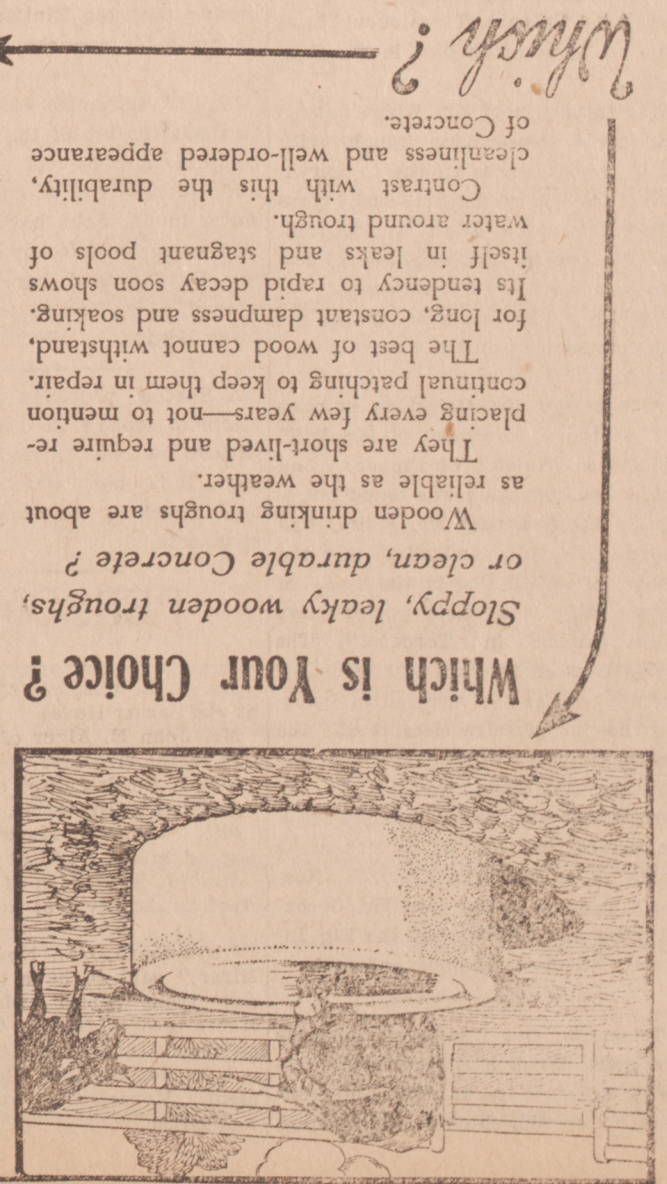 Which is Your Choice ?
Sloppy, leaky wooden troughs,
or clean, durable Concrete ?
Wooden drinking troughs are about
as reliable as the weather.
They are short-lived and require re-
placing every few years—not to mention
continual patching to keep them in repair.
The best of wood cannot withstand,
for long, constant dampness and soaking.
Its tendency to rapid decay soon shows
itself in leaks and stagnant pools of
water around trough.
Contrast with this the durability,
cleanliness and well-ordered appearance
of Concrete.
Which ?